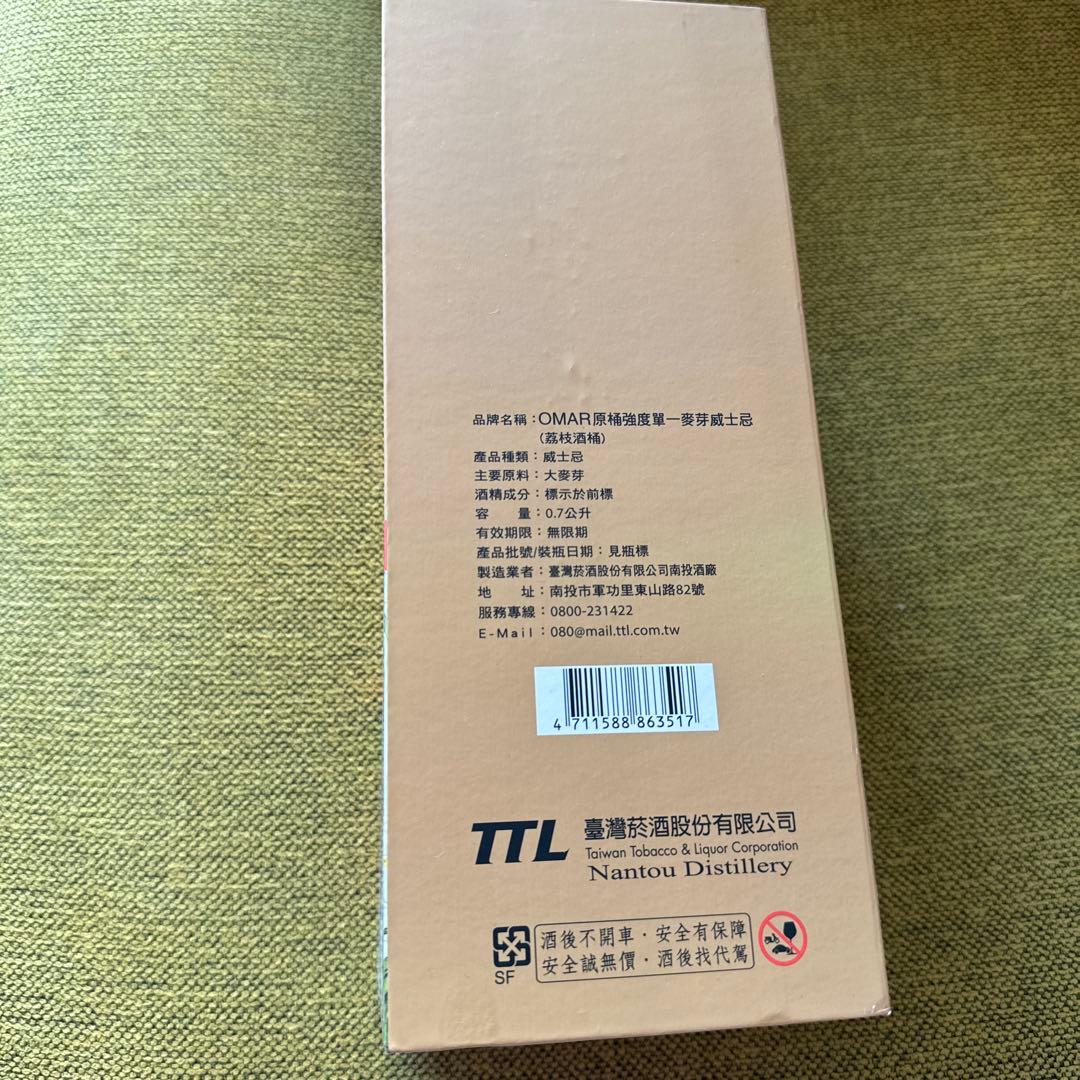 品牌名稱：OMAR原桶強度單一麥芽威士忌
(荔枝酒桶)
產品種類：威士忌
主要原料：大麥芽
酒精成分：標示於前標
容　　量：0.7公升
有效期限：無限期
產品批號/裝瓶日期：見瓶標
製造業者：臺灣菸酒股份有限公司南投酒廠
地　　址：南投市軍功里東山路82號
服務專線：0800-231422
E-Mail：080@mail.ttl.com.tw
4 711588 863517
TTL 臺灣菸酒股份有限公司
Taiwan Tobacco & Liquor Corporation
Nantou Distillery
酒後不開車·安全有保障
安全誠無價·酒後找代駕
SF